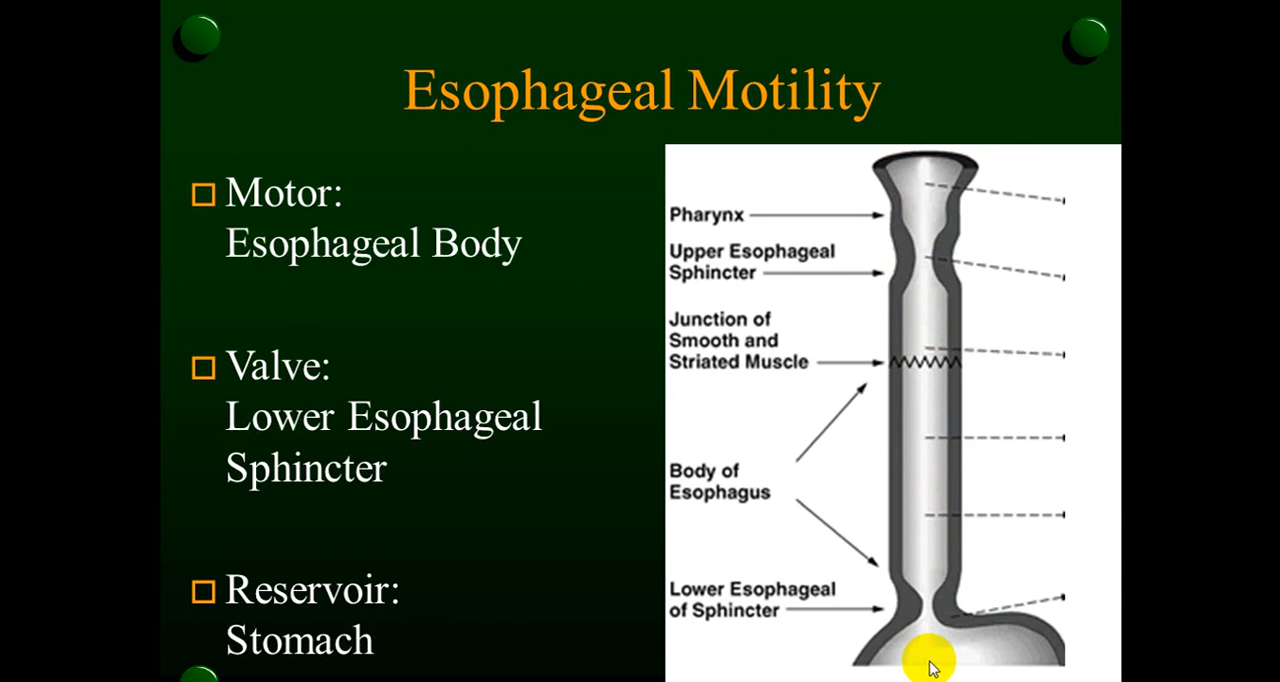 Esophageal Motility
Motor:
Esophageal Body
Valve:
Lower Esophageal
Sphincter
Reservoir:
Stomach
Pharynx
Upper Esophageal
Sphincter
Junction of
Smooth and
Striated Muscle
Body of
Esophagus
Lower Esophageal
of Sphincter